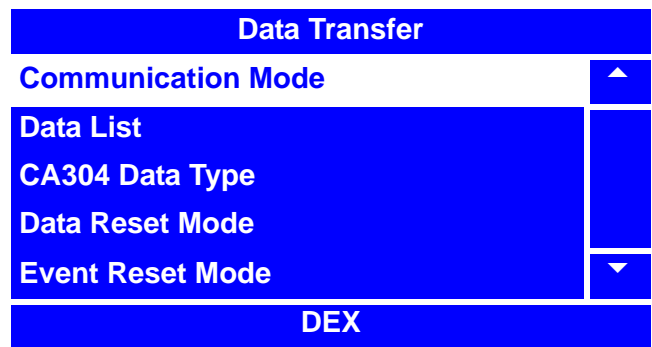 Data Transfer
Communication Mode
Data List
CA304 Data Type
Data Reset Mode
Event Reset Mode
DEX